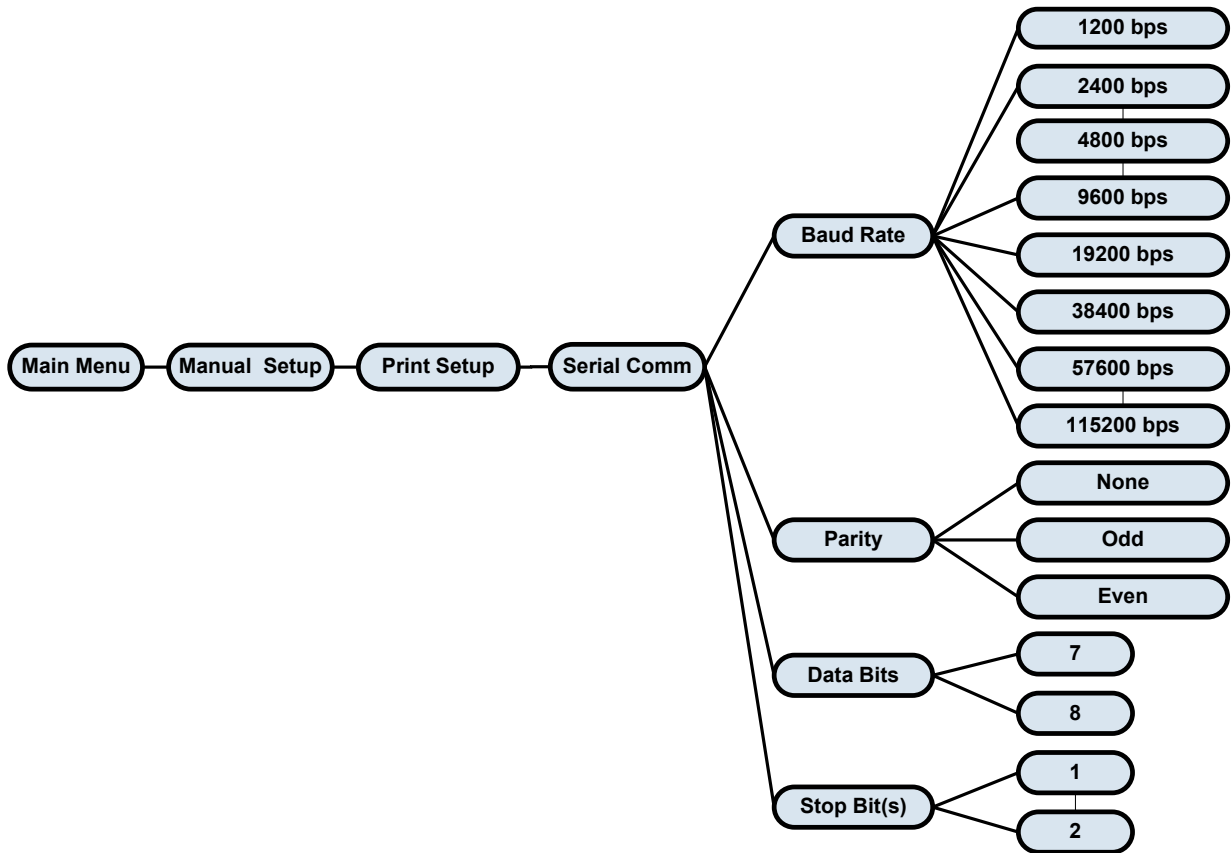 Main Menu
Manual  Setup
Print Setup
Serial Comm
Baud Rate
1200 bps
2400 bps
4800 bps
9600 bps
19200 bps
38400 bps
57600 bps
115200 bps
Parity
None
Odd
Even
Data Bits
7
8
Stop Bit(s)
1
2